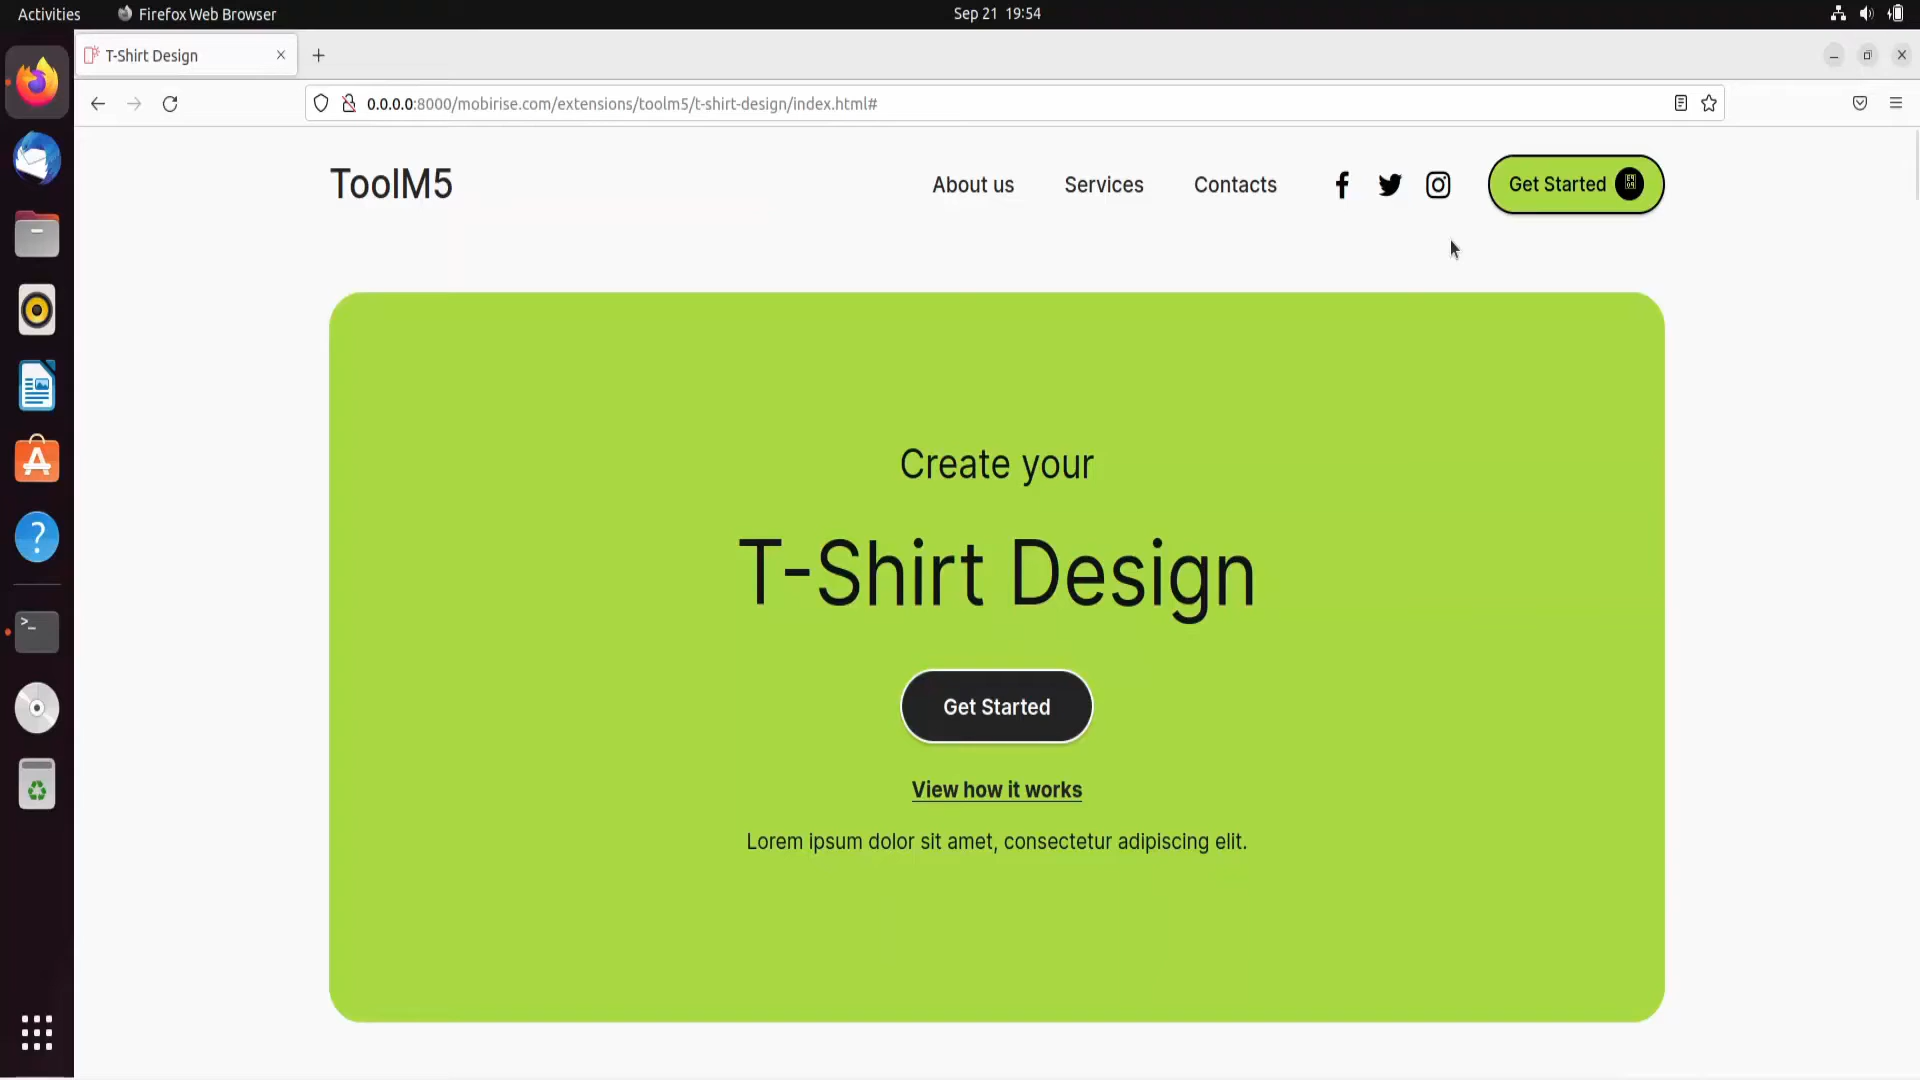 Activities
Firefox Web Browser
Sep 21 19:54
T-Shirt Design
0.0.0.0:8000/mobirise.com/extensions/toolm5/t-shirt-design/index.html#
ToolM5
About us
Services
Contacts
Get Started
Create your
T-Shirt Design
Get Started
View how it works
Lorem ipsum dolor sit amet, consectetur adipiscing elit.